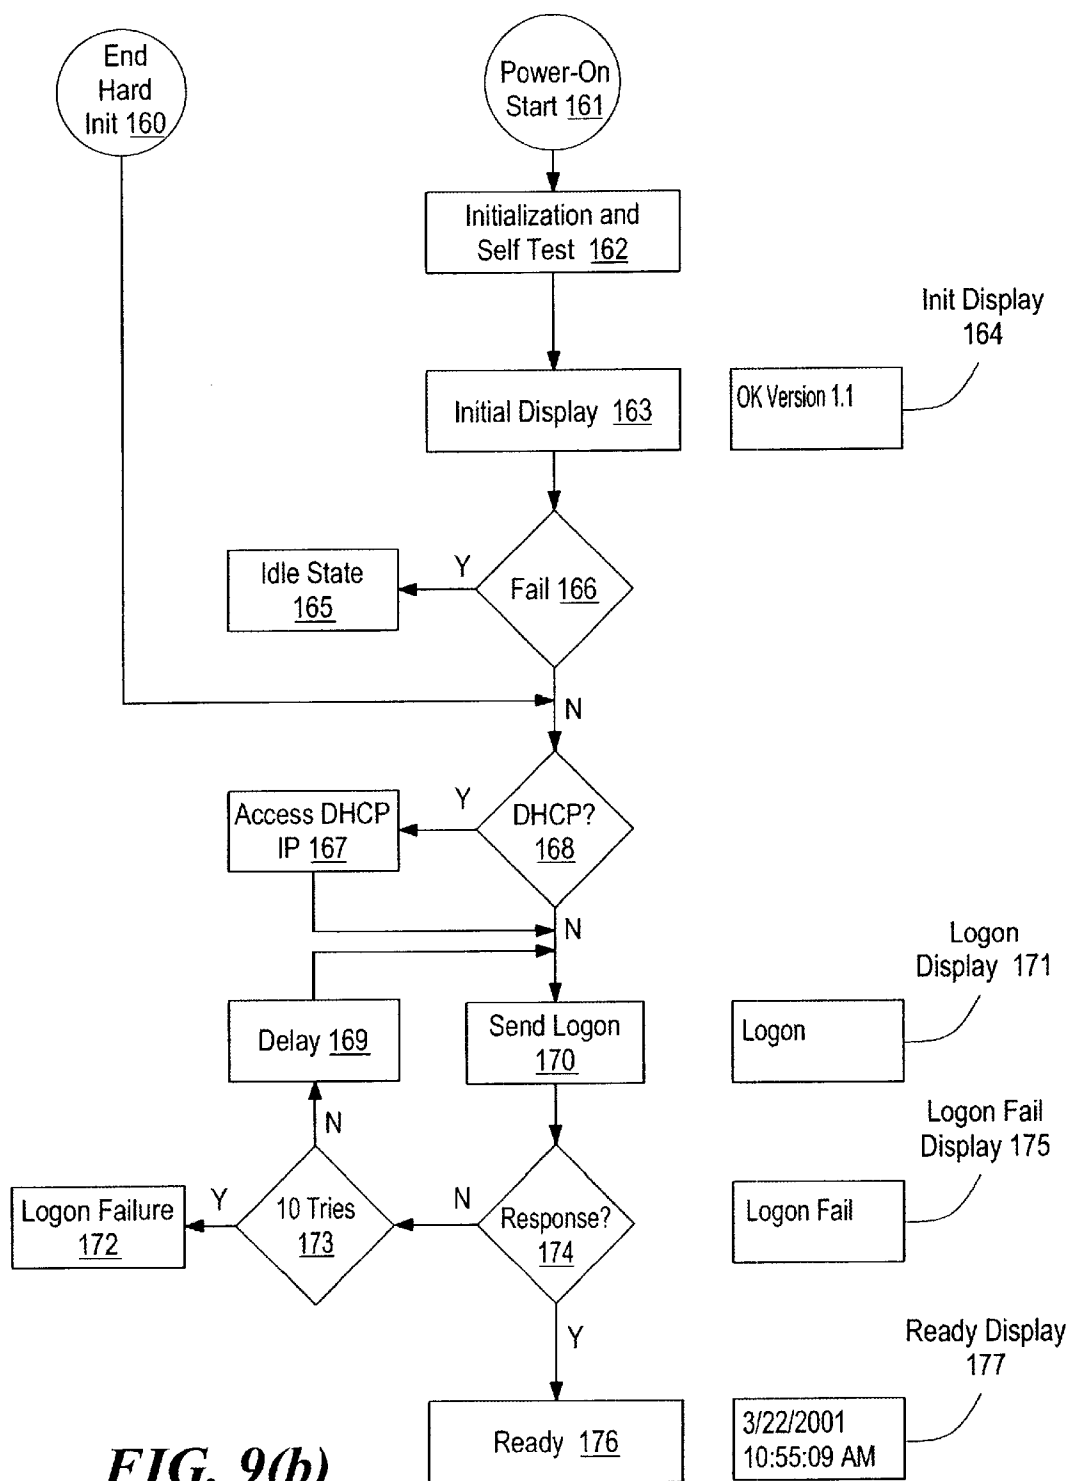 End
Hard
Init 160
Power-On
Start 161
Initialization and
Self Test 162
Init Display
164
Initial Display 163
OK Version 1.1
Y
Idle State
165
Fail 166
N
Y
Access DHCP
IP 167
DHCP?
168
N
Logon
Display 171
Delay 169
Send Logon
170
Logon
N
Logon Fail
Display 175
Logon Failure
172
Y
10 Tries
173
N
Response?
174
Logon Fail
Y
Ready Display
177
Ready 176
3/22/2001
10:55:09 AM
FIG. 9(b)